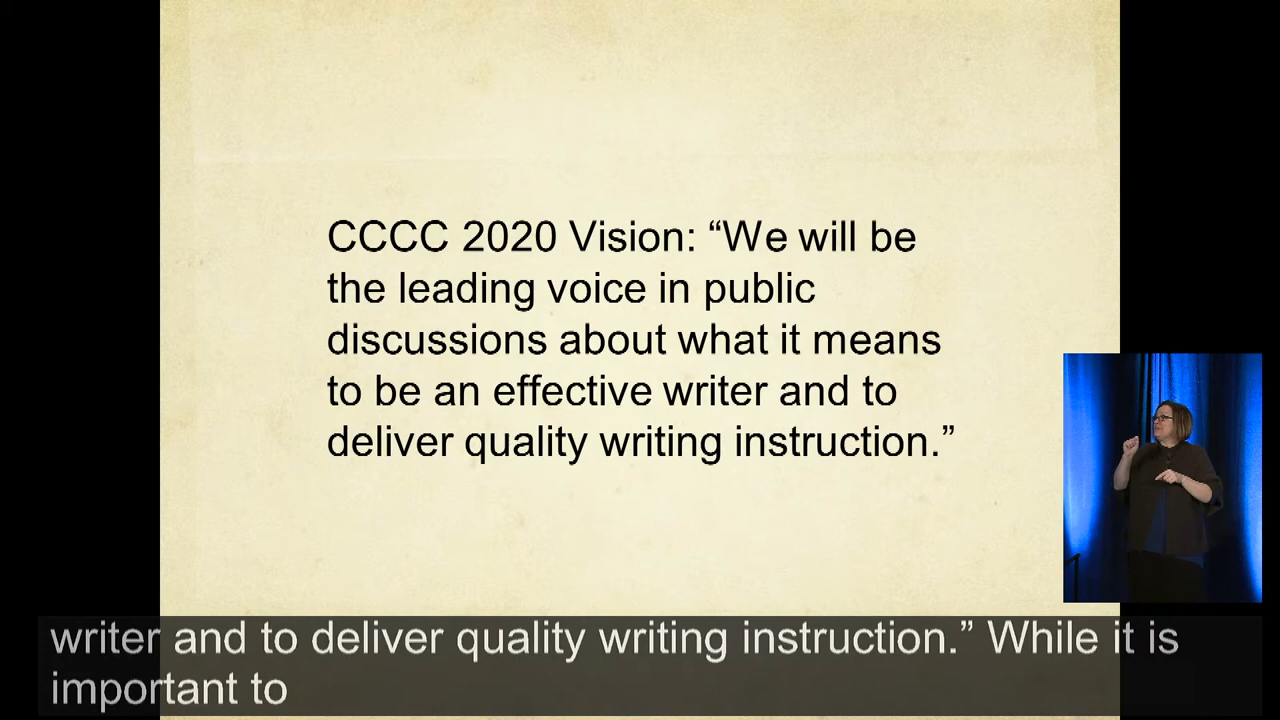 CCCC 2020 Vision: “We will be
the leading voice in public
discussions about what it means
to be an effective writer and to
deliver quality writing instruction.”
writer and to deliver quality writing instruction.” While it is
important to